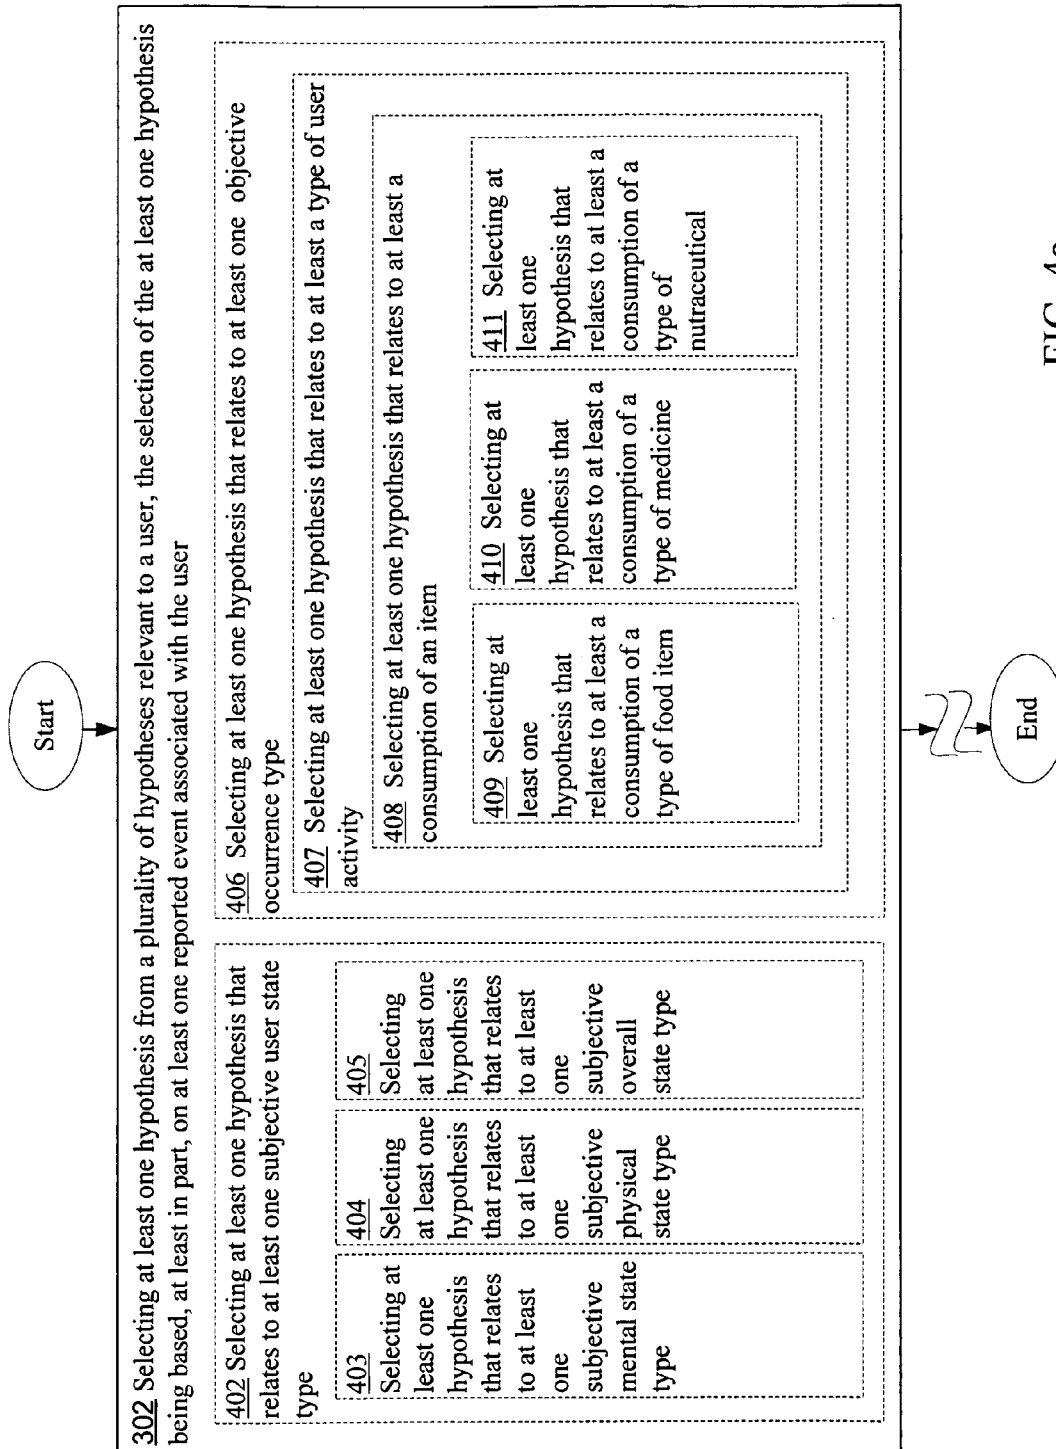 Start
302 Selecting at least one hypothesis from a plurality of hypotheses relevant to a user, the selection of the at least one hypothesis
being based, at least in part, on at least one reported event associated with the user
402 Selecting at least one hypothesis that
relates to at least one subjective user state
type
403
Selecting at
least one
hypothesis
that relates
to at least
one
subjective
mental state
type
404
Selecting
at least one
hypothesis
that relates
to at least
one
subjective
physical
state type
405
Selecting
at least one
hypothesis
that relates
to at least
one
subjective
overall
state type
406 Selecting at least one hypothesis that relates to at least one objective
occurrence type
407 Selecting at least one hypothesis that relates to at least a type of user
activity
408 Selecting at least one hypothesis that relates to at least a
consumption of an item
409 Selecting at
least one
hypothesis that
relates to at least a
consumption of a
type of food item
410 Selecting at
least one
hypothesis that
relates to at least a
consumption of a
type of medicine
411 Selecting at
least one
hypothesis that
relates to at least a
consumption of a
type of
nutraceutical
End
FIG.